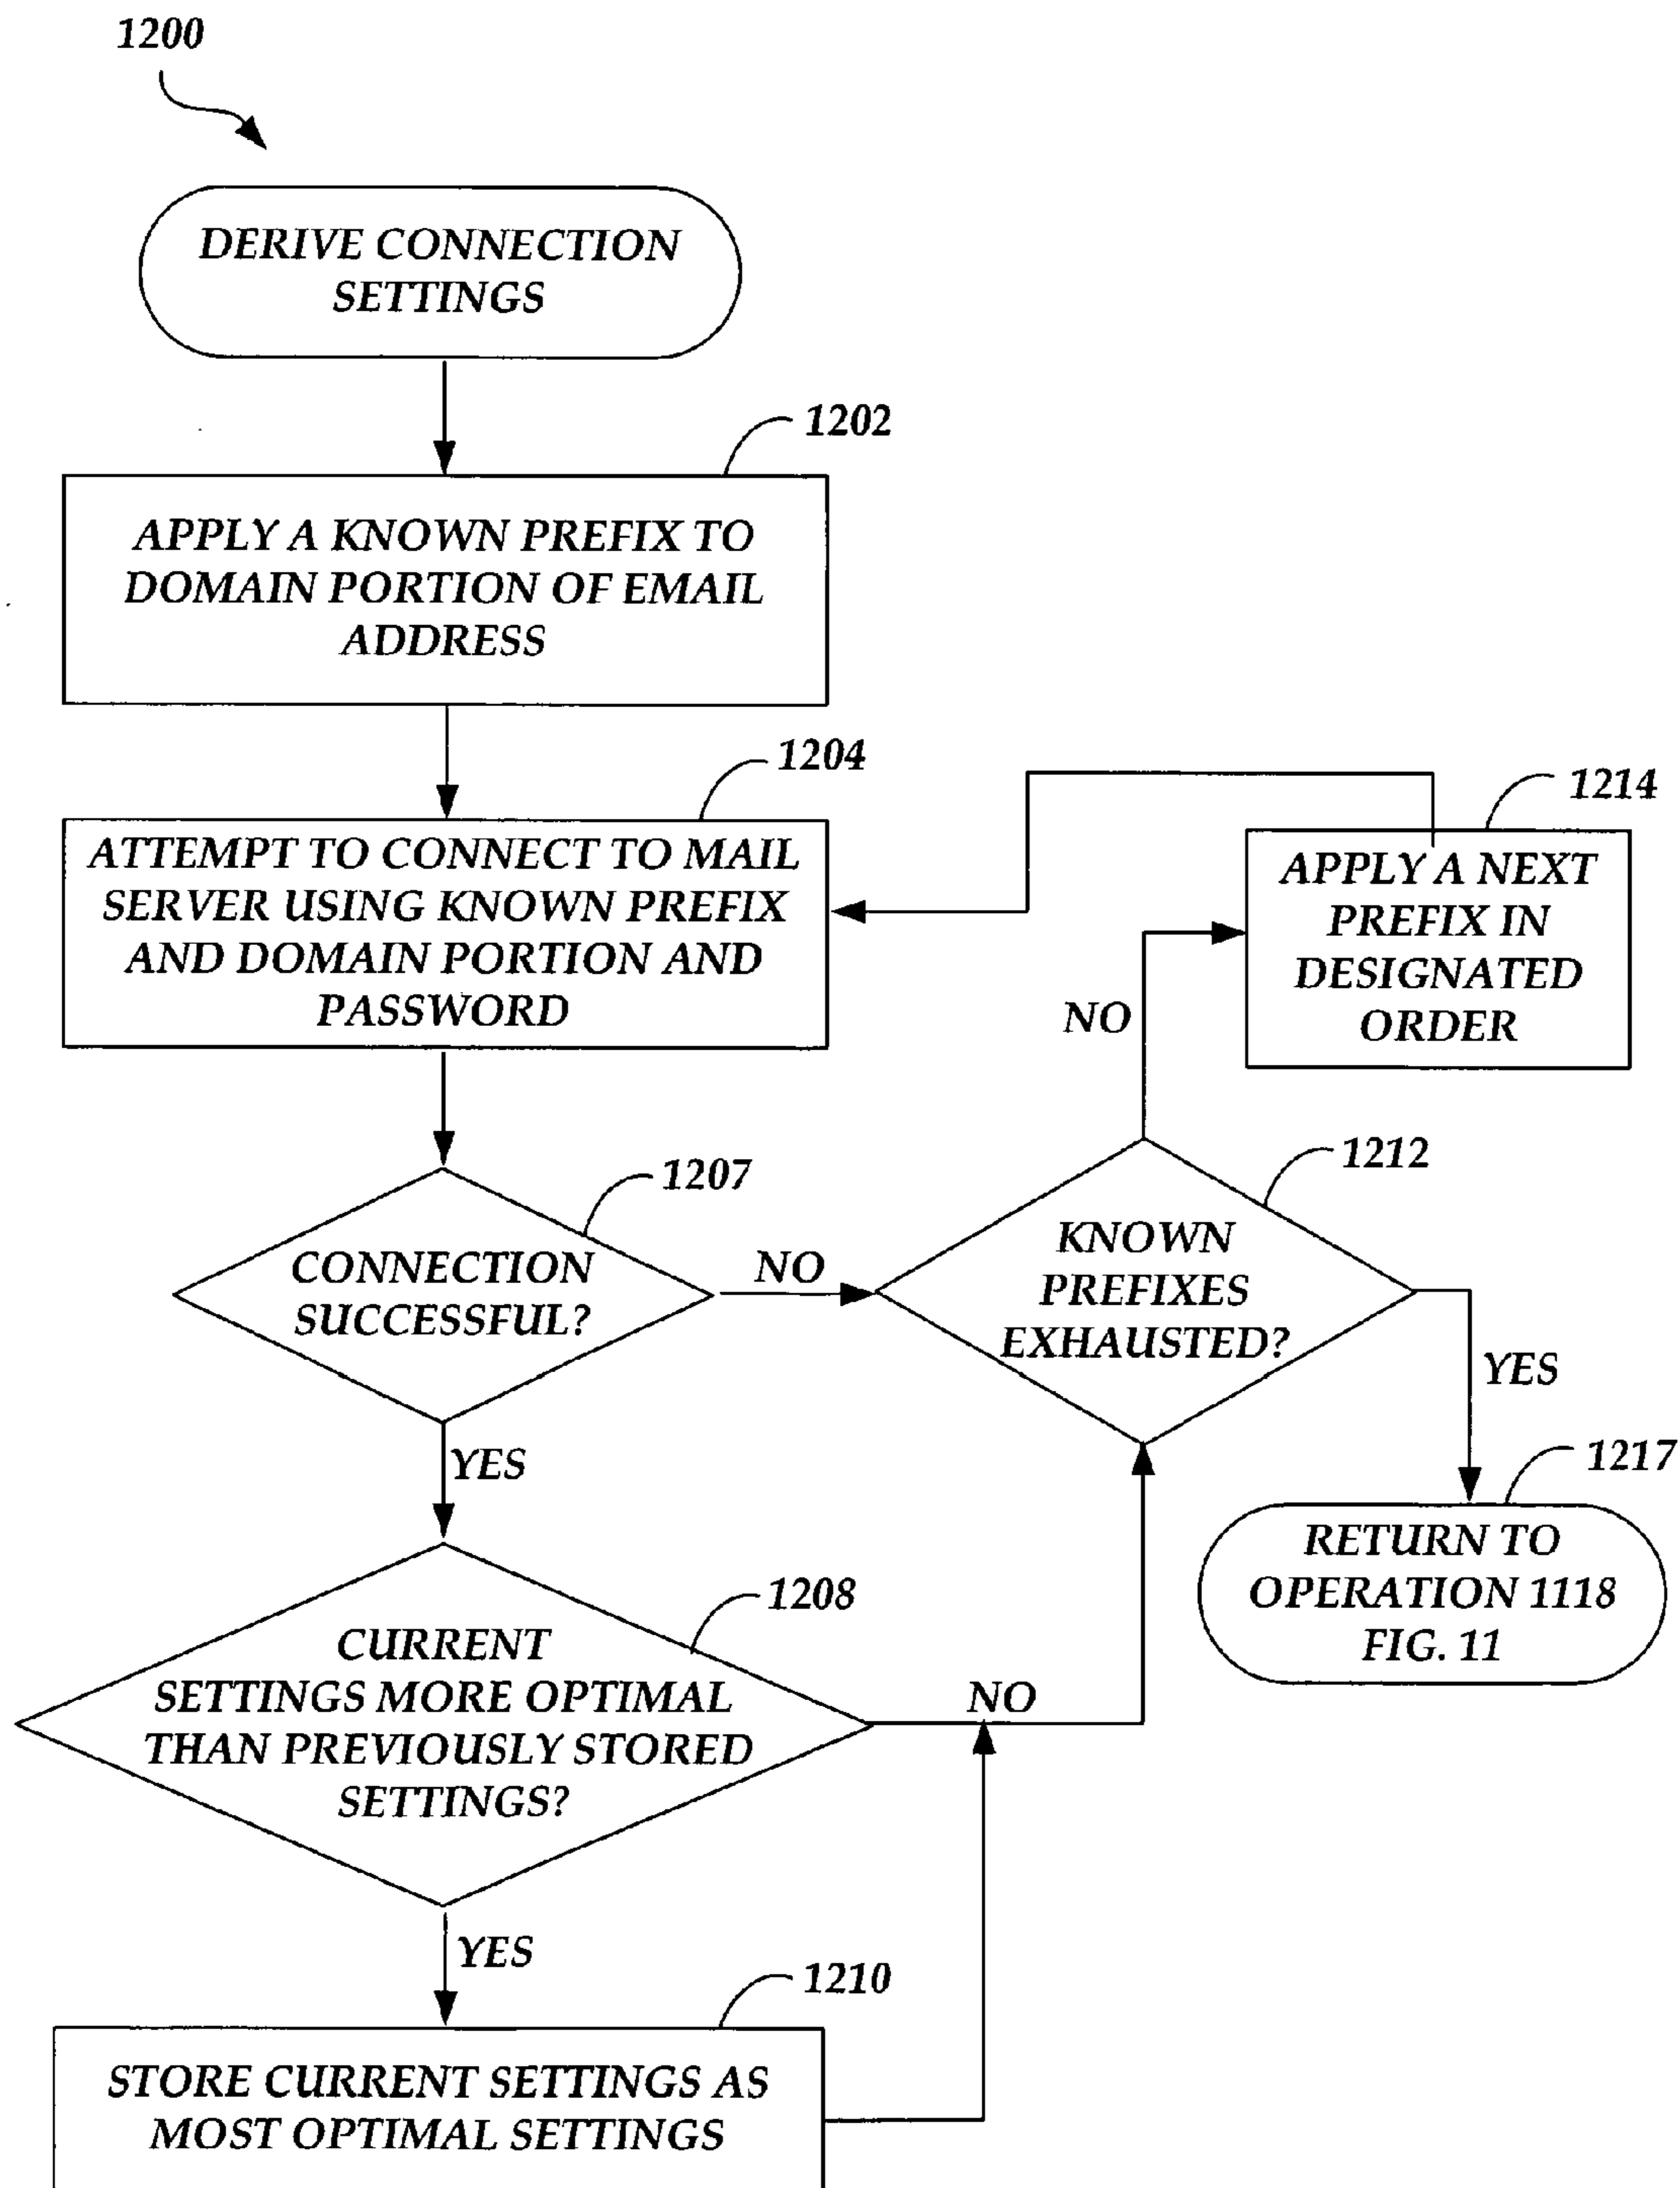 1200
DERIVE CONNECTION
SETTINGS
1202
APPLY A KNOWN PREFIX TO
DOMAIN PORTION OF EMAIL
ADDRESS
1204
ATTEMPT TO CONNECT TO MAIL
SERVER USING KNOWN PREFIX
AND DOMAIN PORTION AND
PASSWORD
1214
APPLY A NEXT
PREFIX IN
DESIGNATED
ORDER
NO
1207
CONNECTION
SUCCESSFUL?
NO
1212
KNOWN
PREFIXES
EXHAUSTED?
YES
YES
1217
RETURN TO
OPERATION 1118
FIG. 11
1208
CURRENT
SETTINGS MORE OPTIMAL
THAN PREVIOUSLY STORED
SETTINGS?
NO
YES
1210
STORE CURRENT SETTINGS AS
MOST OPTIMAL SETTINGS